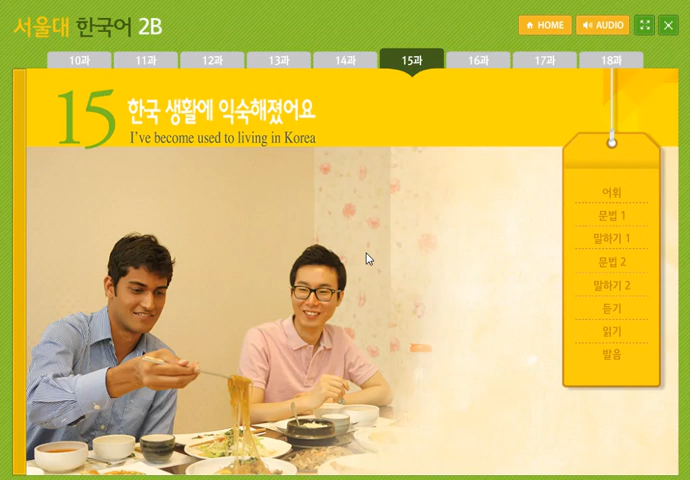 서울대 한국어 2B
HOME
AUDIO
10과
11과
12과
13과
14과
15과
16과
17과
18과
15 한국 생활에 익숙해졌어요
I've become used to living in Korea
어휘
문법 1
말하기 1
문법 2
말하기 2
듣기
읽기
발음